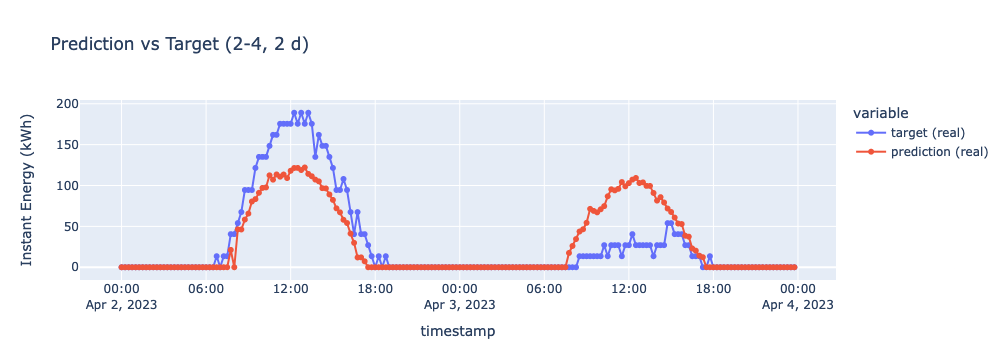 Prediction vs Target (2-4, 2 d)
Instant Energy (kWh)
200
150
100
50
0
00:00
Apr 2, 2023
06:00
12:00
18:00
00:00
Apr 3, 2023
06:00
12:00
18:00
00:00
Apr 4, 2023
timestamp
variable
target (real)
prediction (real)